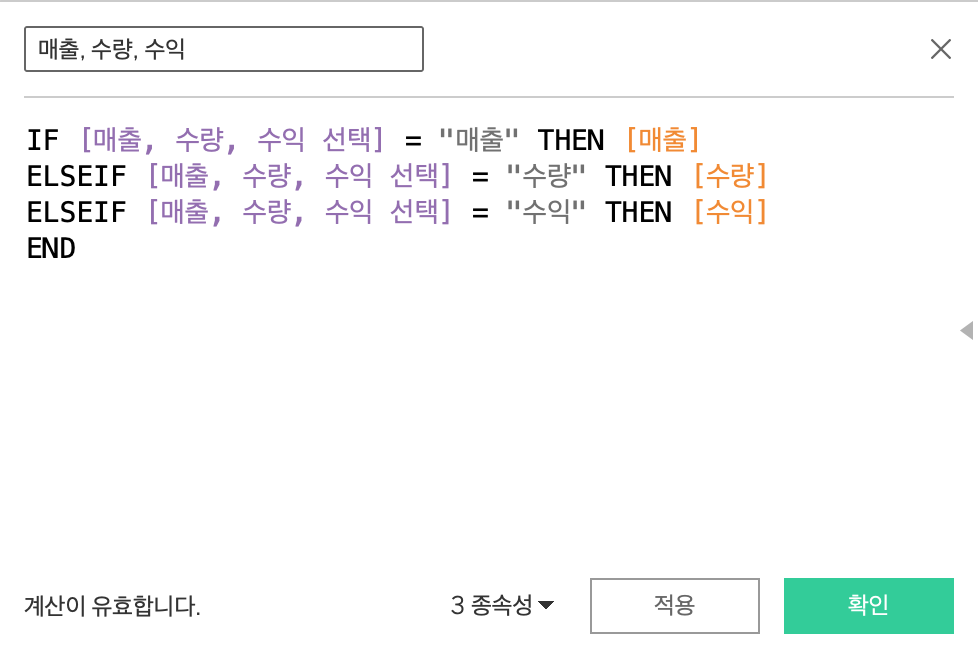 매출, 수량, 수익
IF [매출, 수량, 수익 선택] = "매출" THEN [매출]
ELSEIF [매출, 수량, 수익 선택] = "수량" THEN [수량]
ELSEIF [매출, 수량, 수익 선택] = "수익" THEN [수익]
END
계산이 유효합니다. 3 종속성 적용 확인